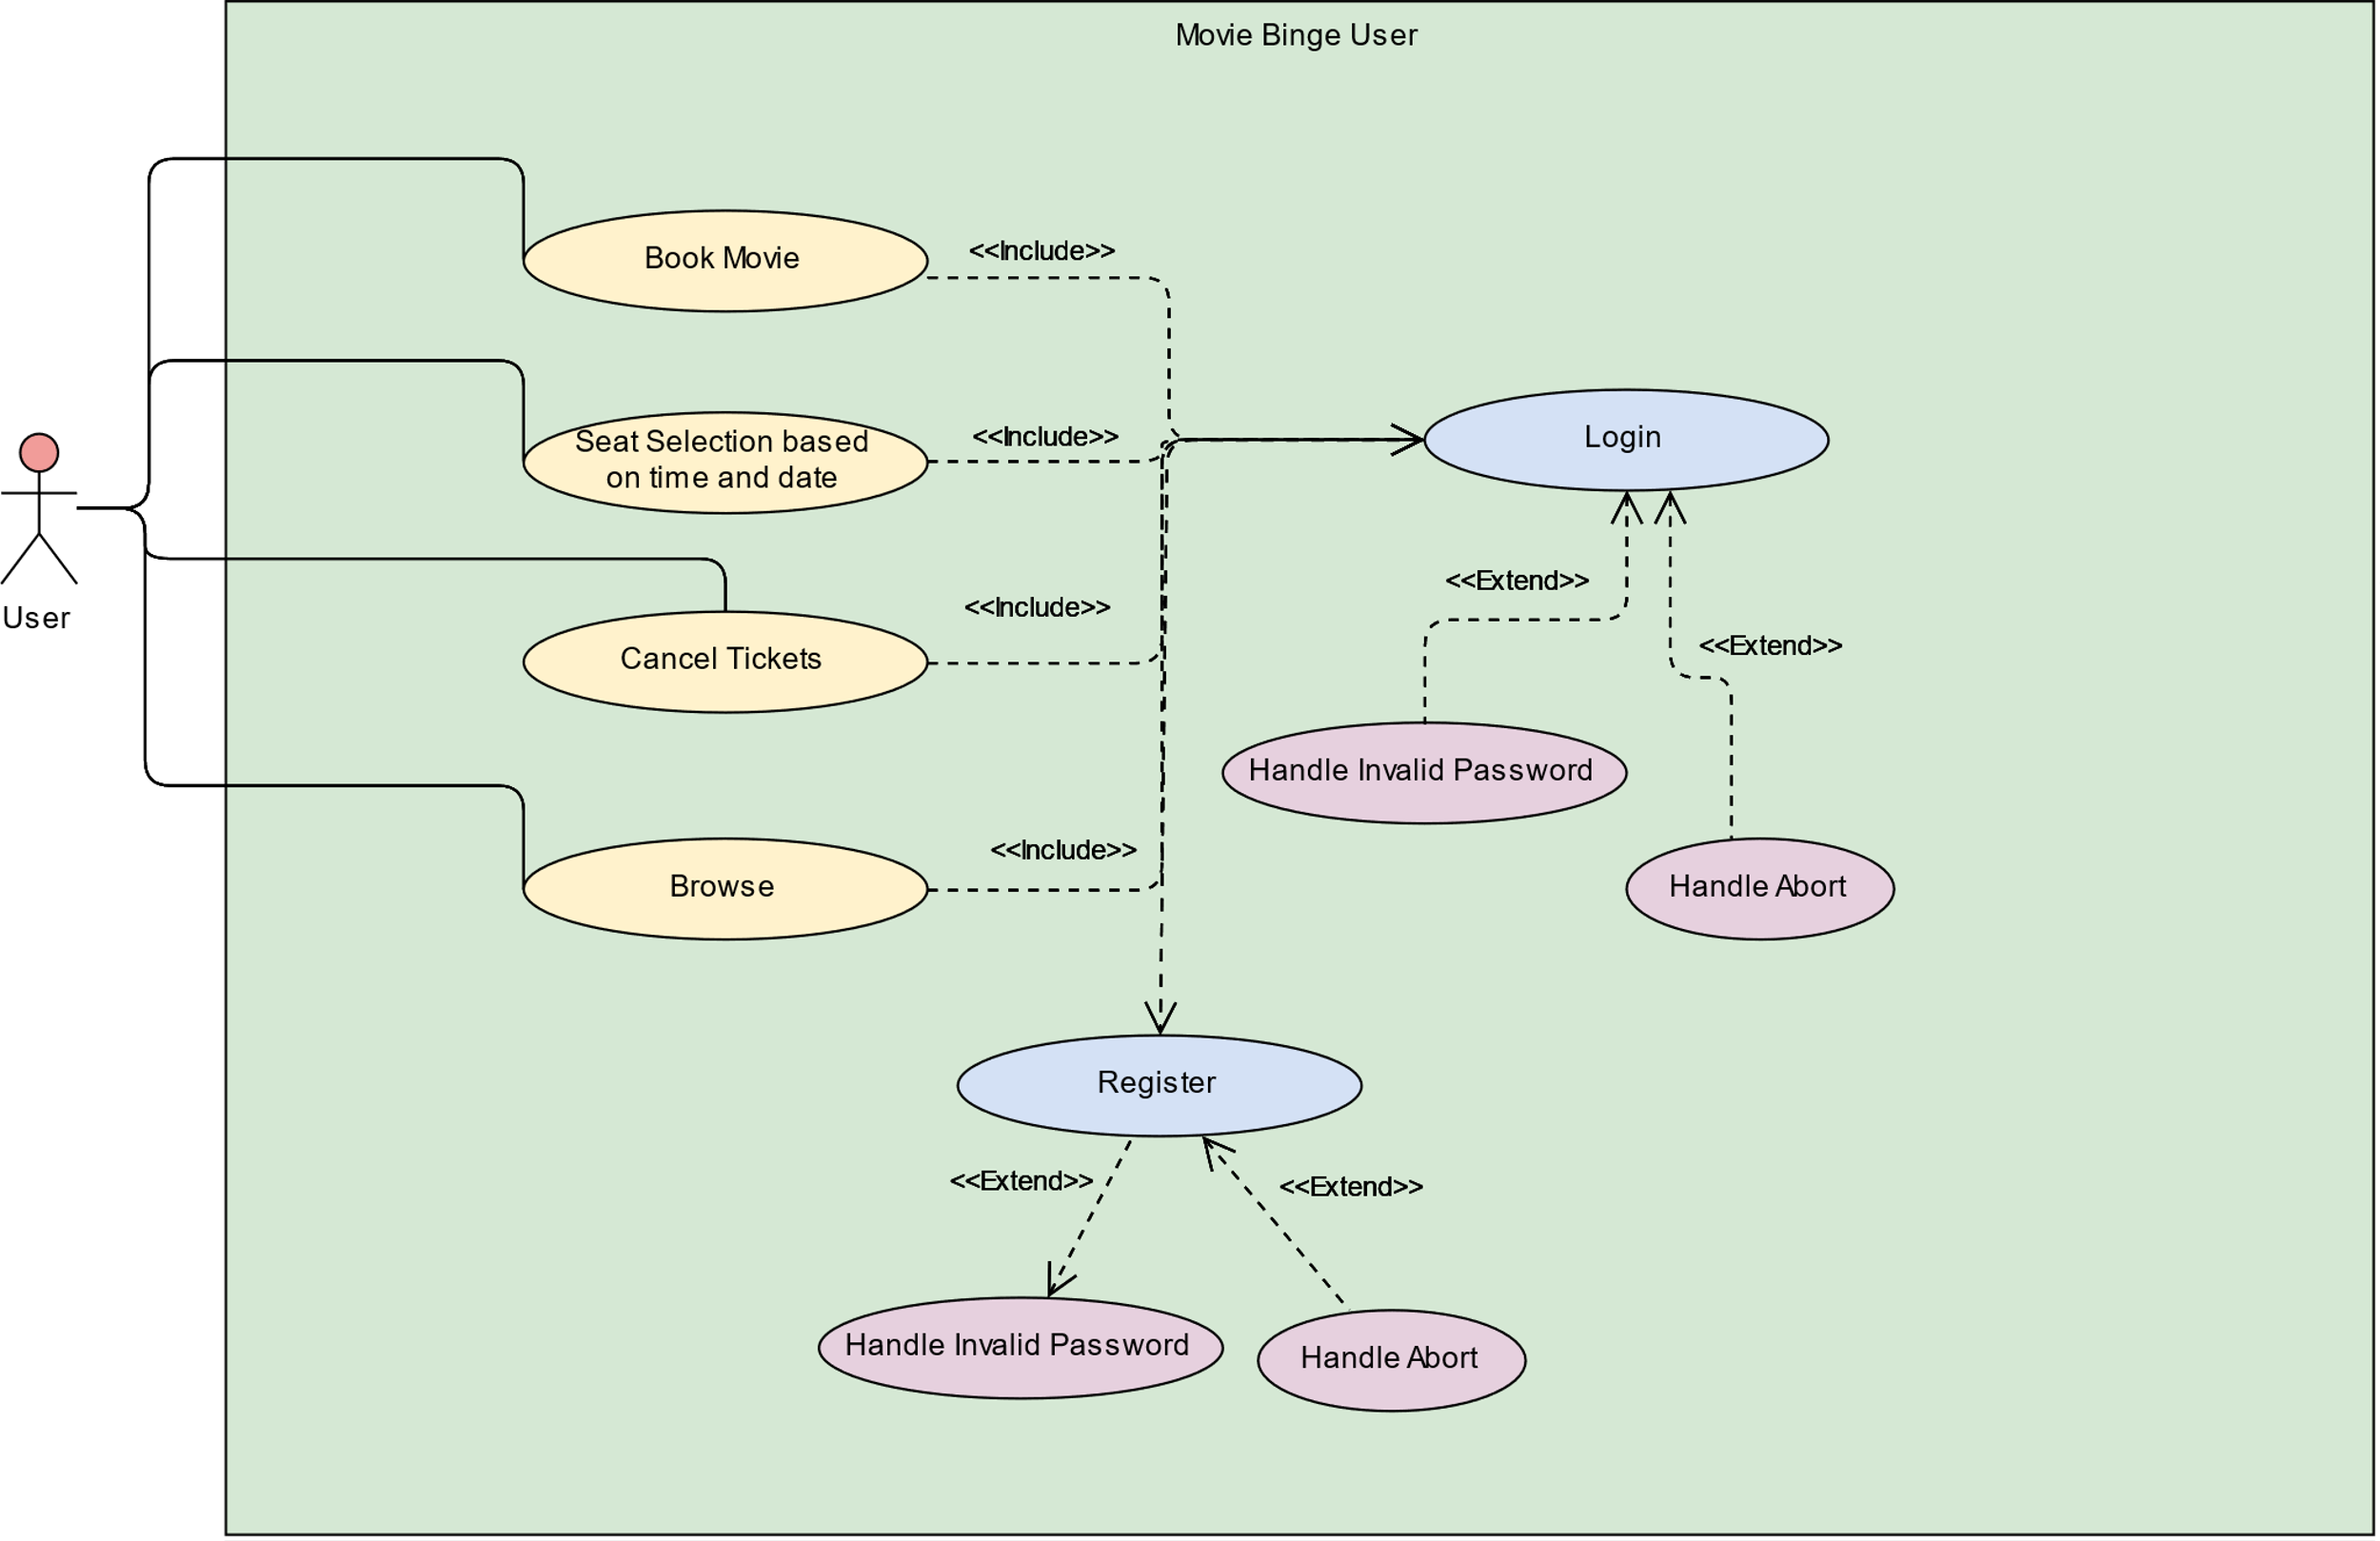 Movie Binge User
Book Movie
<<Include>>
Seat Selection based
on time and date
<<Include>>
Login
User
Cancel Tickets
<<Include>>
<<Extend>>
<<Extend>>
Handle Invalid Password
Browse
<<Include>>
Handle Abort
Register
<<Extend>>
<<Extend>>
Handle Invalid Password
Handle Abort